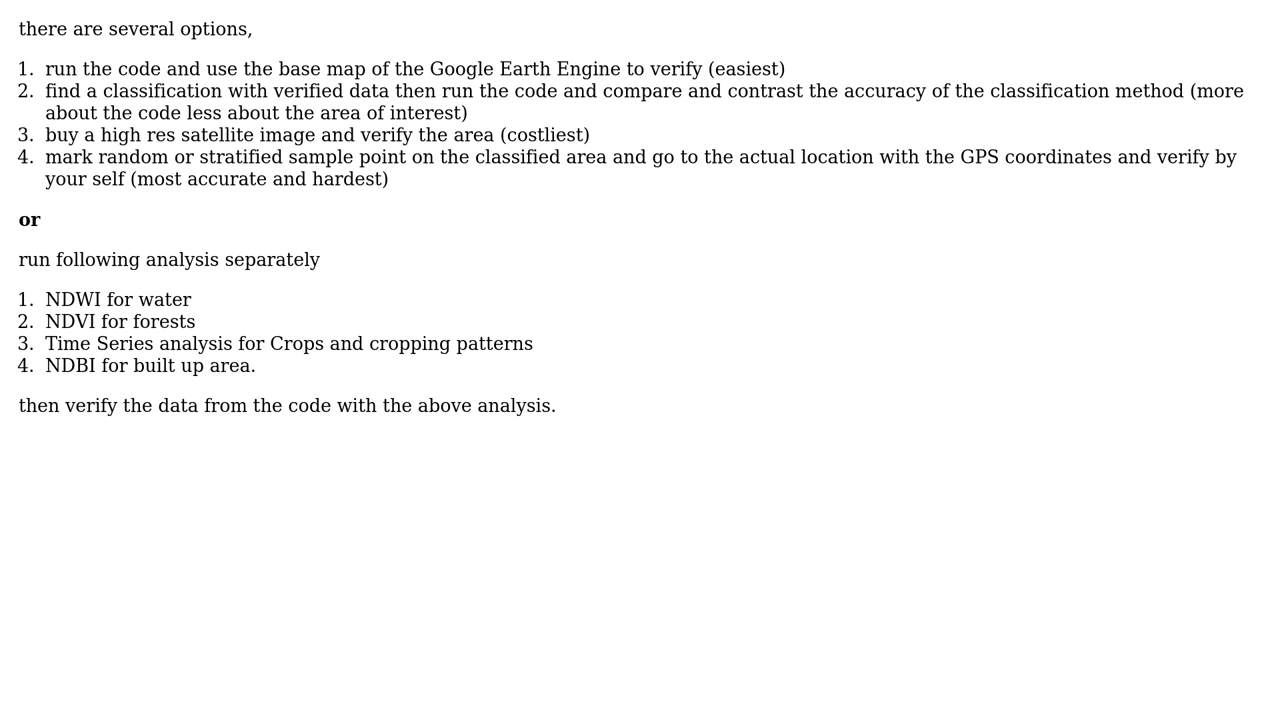 there are several options,
1. run the code and use the base map of the Google Earth Engine to verify (easiest)
2. find a classification with verified data then run the code and compare and contrast the accuracy of the classification method (more
about the code less about the area of interest)
3. buy a high res satellite image and verify the area (costliest)
4. mark random or stratified sample point on the classified area and go to the actual location with the GPS coordinates and verify by
your self (most accurate and hardest)
or
run following analysis separately
1. NDWI for water
2. NDVI for forests
3. Time Series analysis for Crops and cropping patterns
4. NDBI for built up area.
then verify the data from the code with the above analysis.